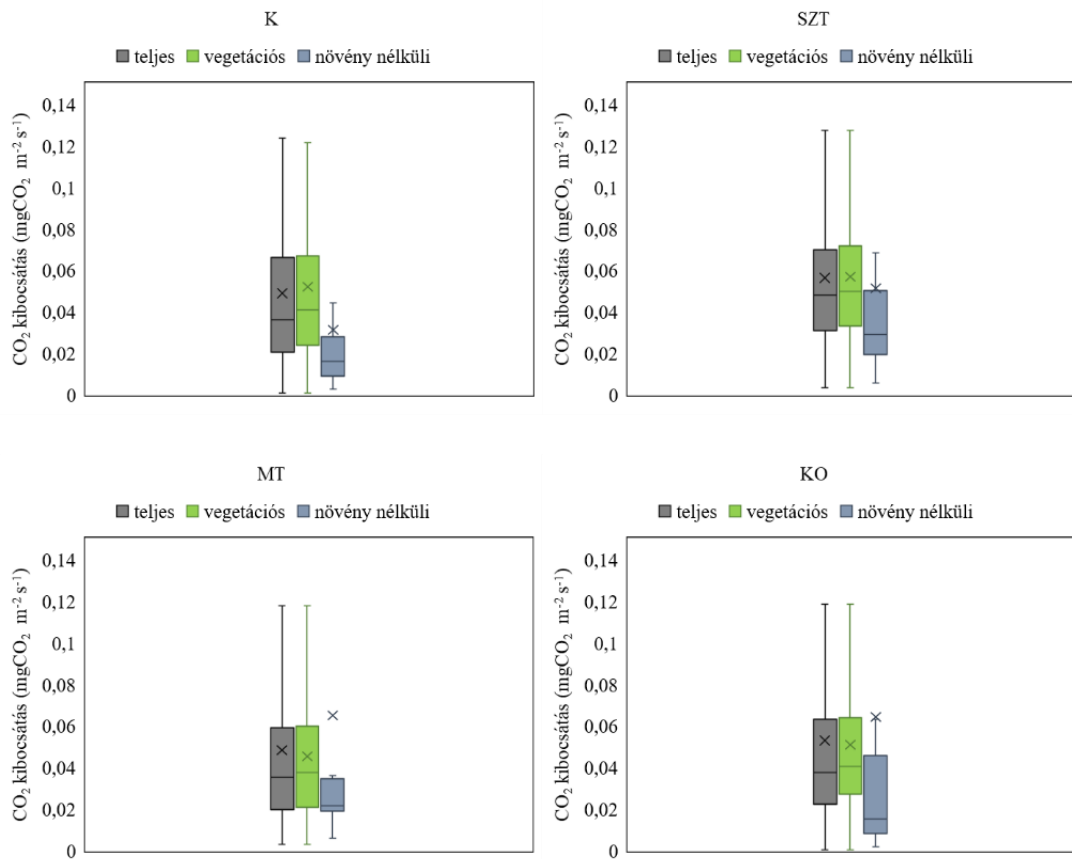 K
teljes vegetációs növény nélküli
CO₂ kibocsátás (mgCO₂ m⁻² s⁻¹)
0,14
0,12
0,1
0,08
0,06
0,04
0,02
0
SZT
teljes vegetációs növény nélküli
CO₂ kibocsátás (mgCO₂ m⁻² s⁻¹)
0,14
0,12
0,1
0,08
0,06
0,04
0,02
0
MT
teljes vegetációs növény nélküli
CO₂ kibocsátás (mgCO₂ m⁻² s⁻¹)
0,14
0,12
0,1
0,08
0,06
0,04
0,02
0
KO
teljes vegetációs növény nélküli
CO₂ kibocsátás (mgCO₂ m⁻² s⁻¹)
0,14
0,12
0,1
0,08
0,06
0,04
0,02
0